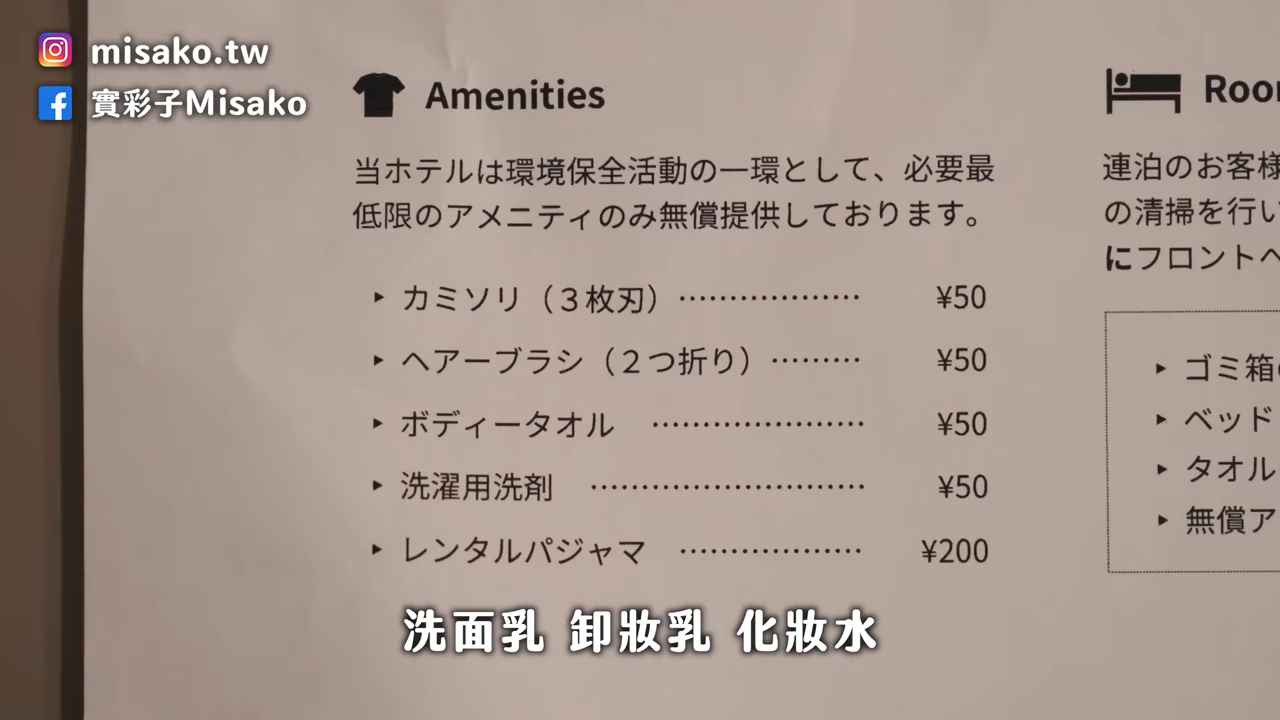 misako.tw
實彩子Misako
Amenities
当ホテルは環境保全活動の一環として、必要最
低限のアメニティのみ無償提供しております。
▸ カミソリ（３枚刃）‥‥‥‥‥‥‥‥‥ ¥50
▸ ヘアーブラシ（２つ折り）‥‥‥‥‥ ¥50
▸ ボディータオル ‥‥‥‥‥‥‥‥‥‥‥ ¥50
▸ 洗濯用洗剤 ‥‥‥‥‥‥‥‥‥‥‥‥‥‥ ¥50
▸ レンタルパジャマ ‥‥‥‥‥‥‥‥‥ ¥200
連泊のお客様
の清掃を行い
にフロントへ
▸ ゴミ箱
▸ ベッド
▸ タオル
▸ 無償ア
洗面乳 卸妝乳 化妝水